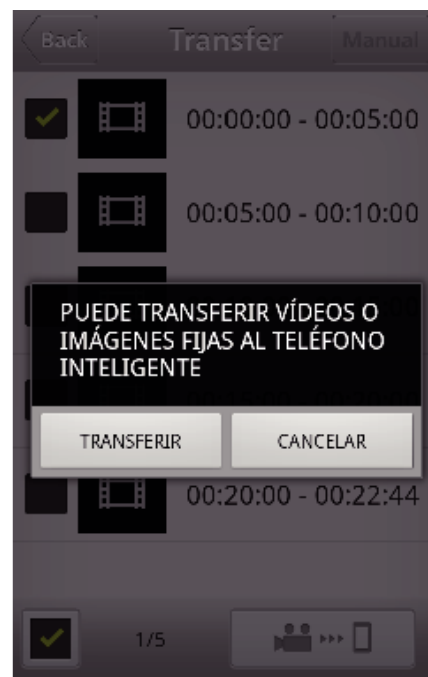 Back Transfer Manual
00:00:00 - 00:05:00
00:05:00 - 00:10:00
PUEDE TRANSFERIR VÍDEOS O
IMÁGENES FIJAS AL TELÉFONO
INTELIGENTE
TRANSFERIR CANCELAR
00:20:00 - 00:22:44
1/5